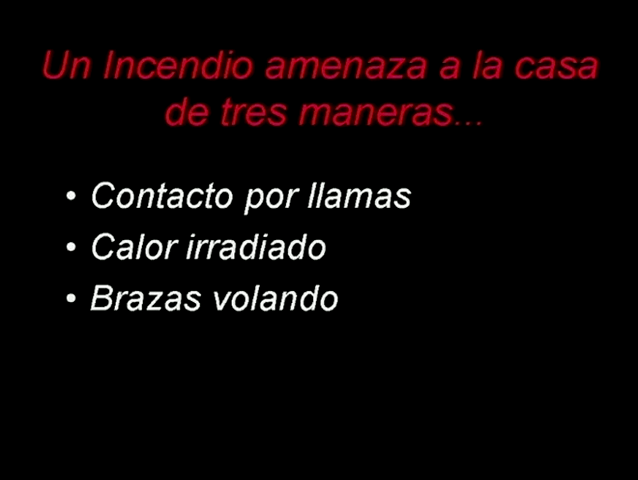 Un Incendio amenaza a la casa
de tres maneras...
• Contacto por llamas
• Calor irradiado
• Brazas volando